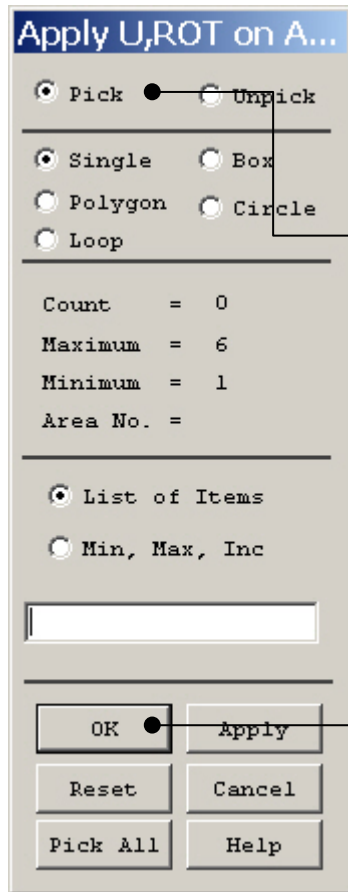 Apply U,ROT on A...
Pick Unpick
Single Box
Polygon Circle
Loop
Count = 0
Maximum = 6
Minimum = 1
Area No. =
List of Items
Min, Max, Inc
OK Apply
Reset Cancel
Pick All Help